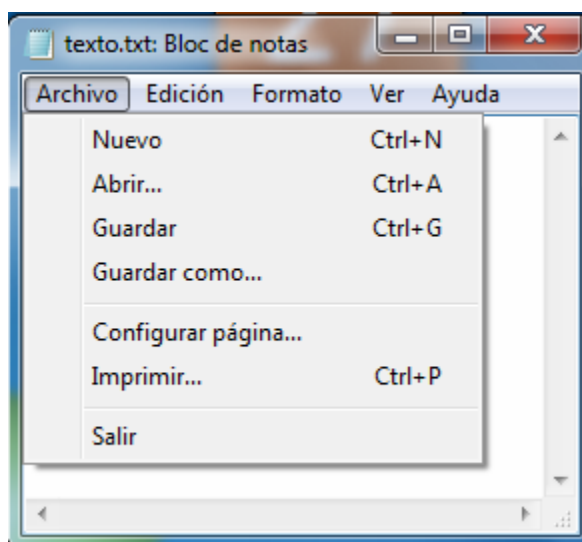 texto.txt: Bloc de notas
Archivo Edición Formato Ver Ayuda
Nuevo Ctrl+N
Abrir... Ctrl+A
Guardar Ctrl+G
Guardar como...
Configurar página...
Imprimir... Ctrl+P
Salir